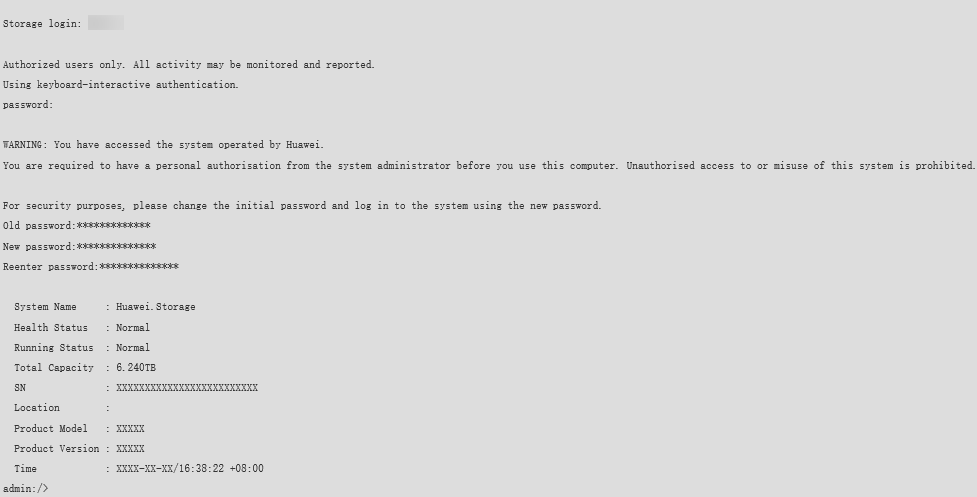 Storage login:
Authorized users only. All activity may be monitored and reported.
Using keyboard-interactive authentication.
password:
WARNING: You have accessed the system operated by Huawei.
You are required to have a personal authorisation from the system administrator before you use this computer. Unauthorised access to or misuse of this system is prohibited.
For security purposes, please change the initial password and log in to the system using the new password.
Old password:*************
New password:**************
Reenter password:**************
System Name : Huawei.Storage
Health Status : Normal
Running Status : Normal
Total Capacity : 6.240TB
SN : XXXXXXXXXXXXXXXXXXXXXXXXX
Location :
Product Model : XXXXX
Product Version : XXXXX
Time : XXXX-XX-XX/16:38:22 +08:00
admin:/>